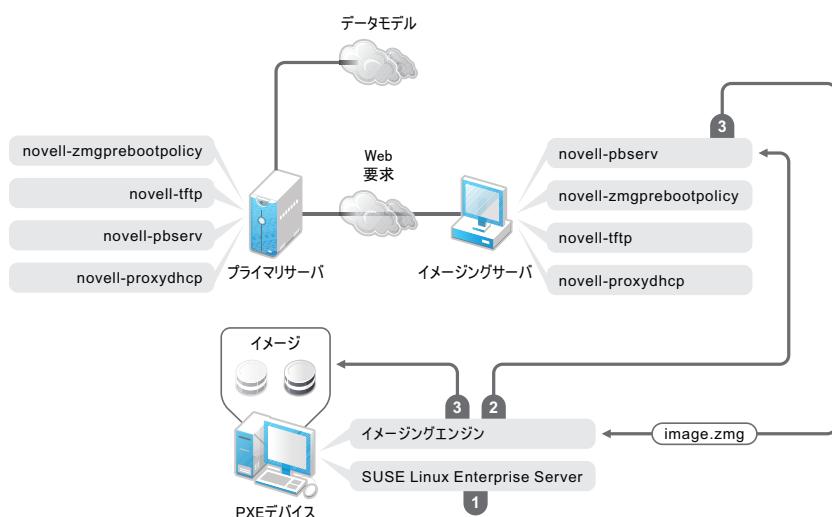 データモデル
3
novell-zmgprebootpolicy
novell-tftp
novell-pbserv
novell-proxydhcp
プライマリサーバ
Web
要求
novell-pbserv
novell-zmgprebootpolicy
novell-tftp
novell-proxydhcp
イメージングサーバ
イメージ
3
2
イメージングエンジン
image.zmg
SUSE Linux Enterprise Server
1
PXEデバイス